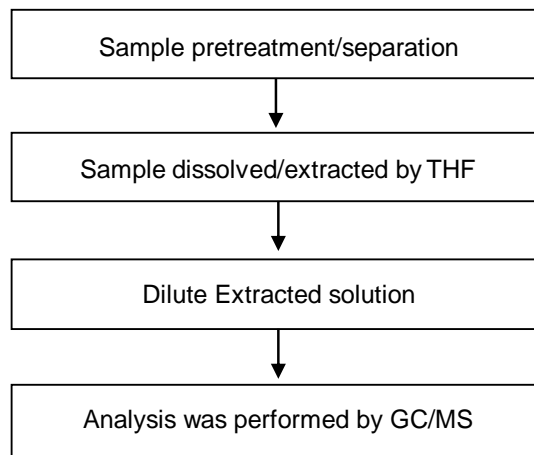 Sample pretreatment/separation
Sample dissolved/extracted by THF
Dilute Extracted solution
Analysis was performed by GC/MS